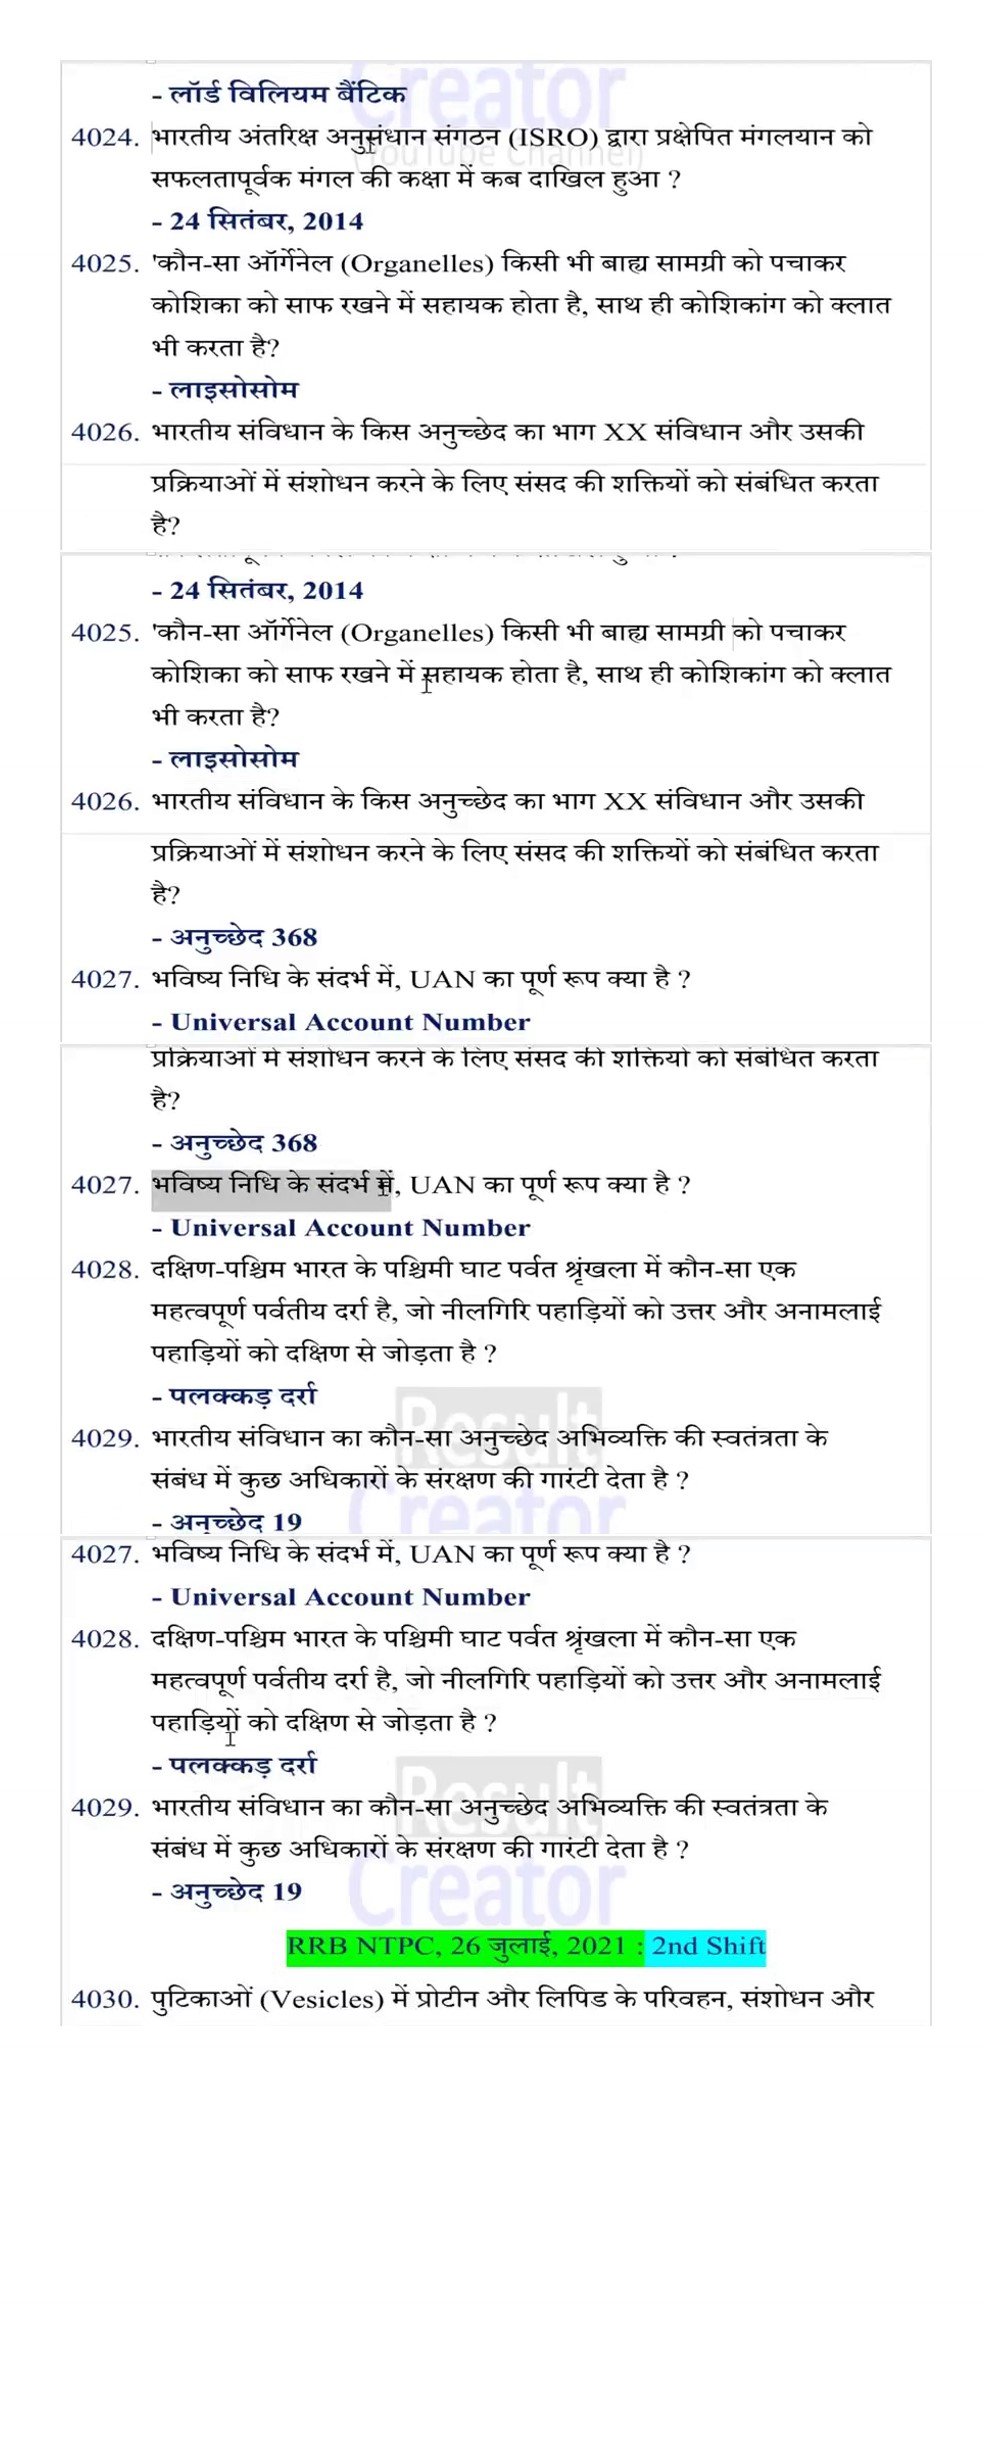 Creator
- लॉर्ड विलियम बैंटिक
4024. भारतीय अंतरिक्ष अनुसंधान संगठन (ISRO) द्वारा प्रक्षेपित मंगलयान को
(YouTube Channel)
सफलतापूर्वक मंगल की कक्षा में कब दाखिल हुआ ?
- 24 सितंबर, 2014
4025. 'कौन-सा ऑर्गेनेल (Organelles) किसी भी बाह्य सामग्री को पचाकर
कोशिका को साफ रखने में सहायक होता है, साथ ही कोशिकांग को क्लात
भी करता है?
- लाइसोसोम
4026. भारतीय संविधान के किस अनुच्छेद का भाग XX संविधान और उसकी
प्रक्रियाओं में संशोधन करने के लिए संसद की शक्तियों को संबंधित करता
है?
- 24 सितंबर, 2014
4025. 'कौन-सा ऑर्गेनेल (Organelles) किसी भी बाह्य सामग्री को पचाकर
कोशिका को साफ रखने में सहायक होता है, साथ ही कोशिकांग को क्लात
भी करता है?
- लाइसोसोम
4026. भारतीय संविधान के किस अनुच्छेद का भाग XX संविधान और उसकी
प्रक्रियाओं में संशोधन करने के लिए संसद की शक्तियों को संबंधित करता
है?
- अनुच्छेद 368
4027. भविष्य निधि के संदर्भ में, UAN का पूर्ण रूप क्या है ?
- Universal Account Number
प्रक्रियाओं में संशोधन करने के लिए संसद की शक्तियों को संबंधित करता
है?
- अनुच्छेद 368
4027. भविष्य निधि के संदर्भ में, UAN का पूर्ण रूप क्या है ?
- Universal Account Number
4028. दक्षिण-पश्चिम भारत के पश्चिमी घाट पर्वत श्रृंखला में कौन-सा एक
महत्वपूर्ण पर्वतीय दर्रा है, जो नीलगिरि पहाड़ियों को उत्तर और अनामलाई
पहाड़ियों को दक्षिण से जोड़ता है ?
- पलक्कड़ दर्रा
Result
4029. भारतीय संविधान का कौन-सा अनुच्छेद अभिव्यक्ति की स्वतंत्रता के
संबंध में कुछ अधिकारों के संरक्षण की गारंटी देता है ?
Creator
- अनुच्छेद 19
4027. भविष्य निधि के संदर्भ में, UAN का पूर्ण रूप क्या है ?
- Universal Account Number
4028. दक्षिण-पश्चिम भारत के पश्चिमी घाट पर्वत श्रृंखला में कौन-सा एक
महत्वपूर्ण पर्वतीय दर्रा है, जो नीलगिरि पहाड़ियों को उत्तर और अनामलाई
पहाड़ियों को दक्षिण से जोड़ता है ?
- पलक्कड़ दर्रा
Result
4029. भारतीय संविधान का कौन-सा अनुच्छेद अभिव्यक्ति की स्वतंत्रता के
संबंध में कुछ अधिकारों के संरक्षण की गारंटी देता है ?
Creator
- अनुच्छेद 19
RRB NTPC, 26 जुलाई, 2021 : 2nd Shift
4030. पुटिकाओं (Vesicles) में प्रोटीन और लिपिड के परिवहन, संशोधन और